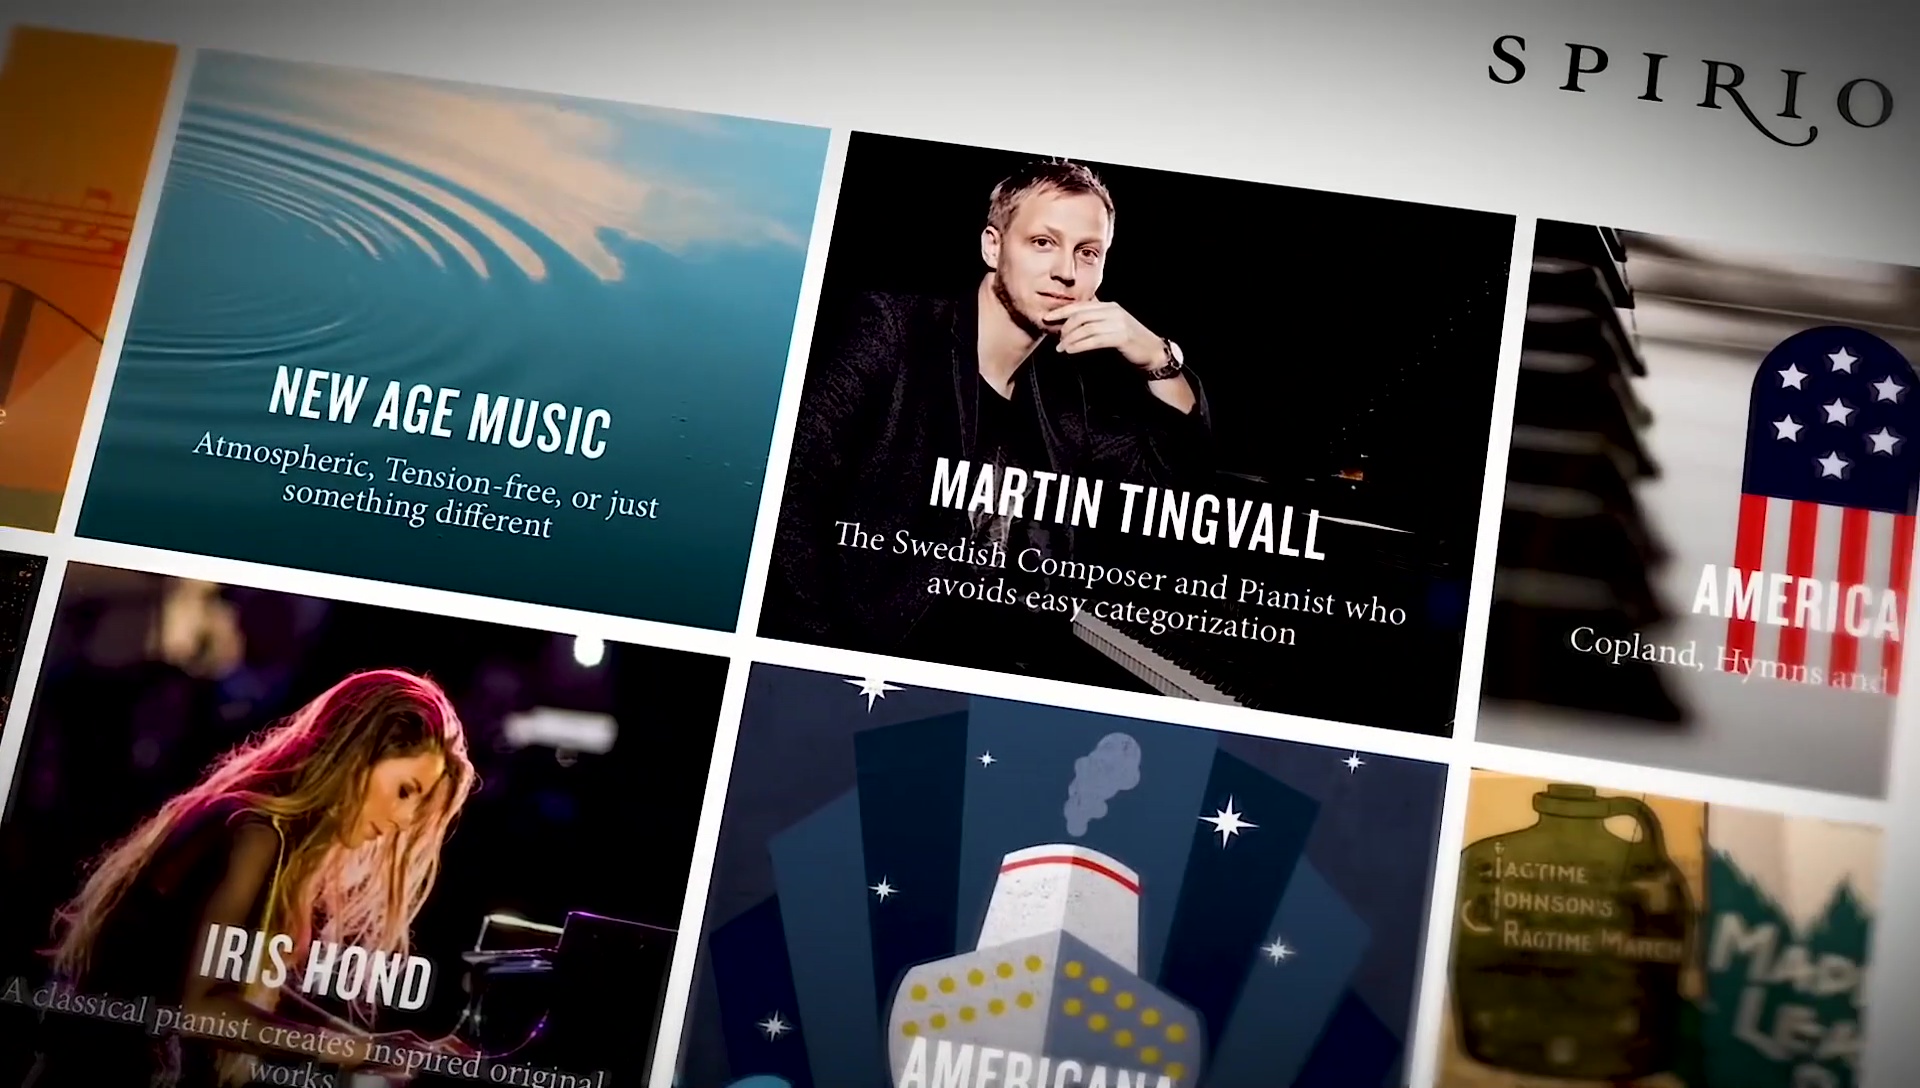 SPIRIO
NEW AGE MUSIC
Atmospheric, Tension-free, or just
something different
MARTIN TINGVALL
The Swedish Composer and Pianist who
avoids easy categorization
AMERICA
Copland, Hymns and
IRIS HOND
A classical pianist creates inspired original
works
AMERICANA
RAGTIME
JOHNSON'S
RAGTIME MARCH